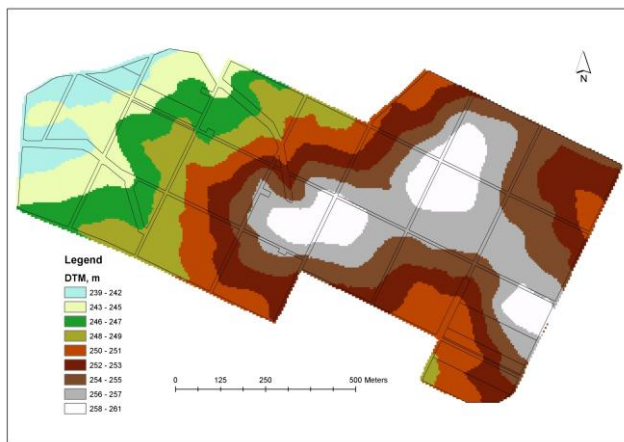 N
Legend
DTM, m
239 - 242
243 - 245
246 - 247
248 - 249
250 - 251
252 - 253
254 - 255
256 - 257
258 - 261
0 125 250 500 Meters